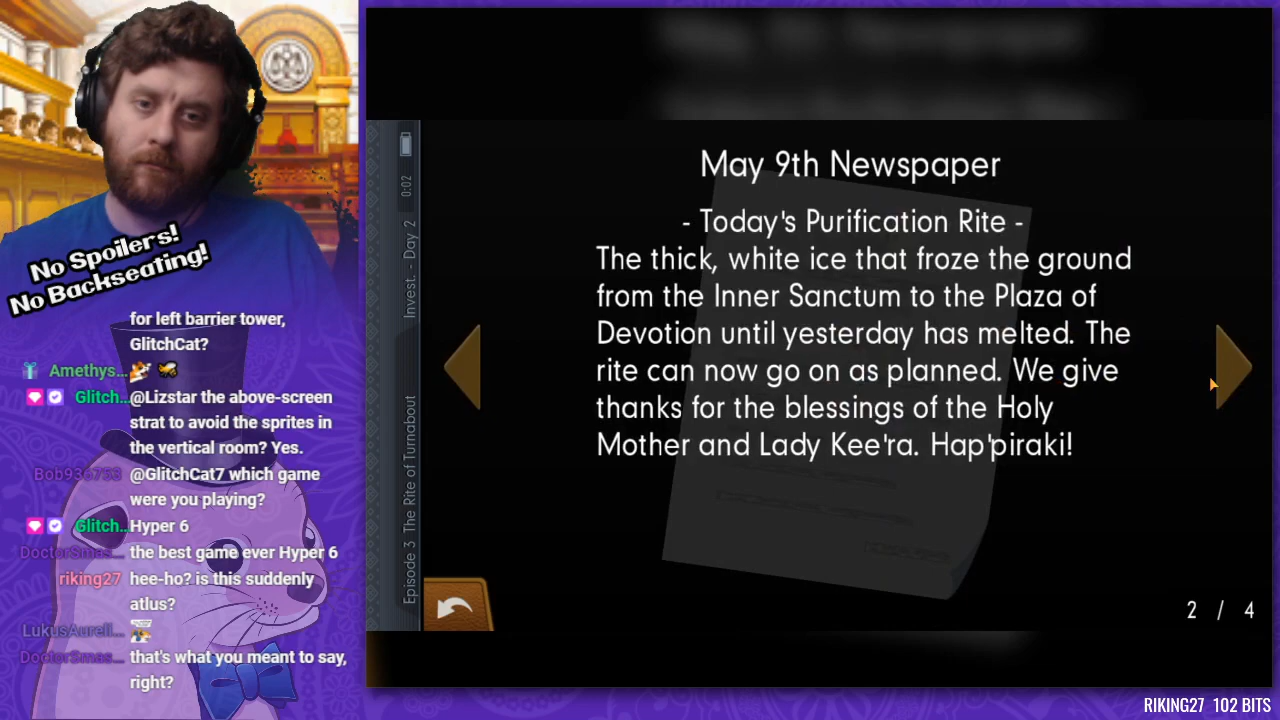 No Spoilers!
No Backseating!
for left barrier tower,
GlitchCat?
Amethys...
Glitch... @Lizstar the above-screen
strat to avoid the sprites in
the vertical room? Yes.
Bob936753 @GlitchCat7 which game
were you playing?
Glitch... Hyper 6
DoctorSmas... the best game ever Hyper 6
riking27 hee-ho? is this suddenly
atlus?
LukusAurell...
DoctorSmas... that's what you meant to say,
right?
0:02
Invest. - Day 2
Episode 3 The Rite of Turnabout
May 9th Newspaper
- Today's Purification Rite -
The thick, white ice that froze the ground
from the Inner Sanctum to the Plaza of
Devotion until yesterday has melted. The
rite can now go on as planned. We give
thanks for the blessings of the Holy
Mother and Lady Kee'ra. Hap'piraki!
2 / 4
RIKING27 102 BITS